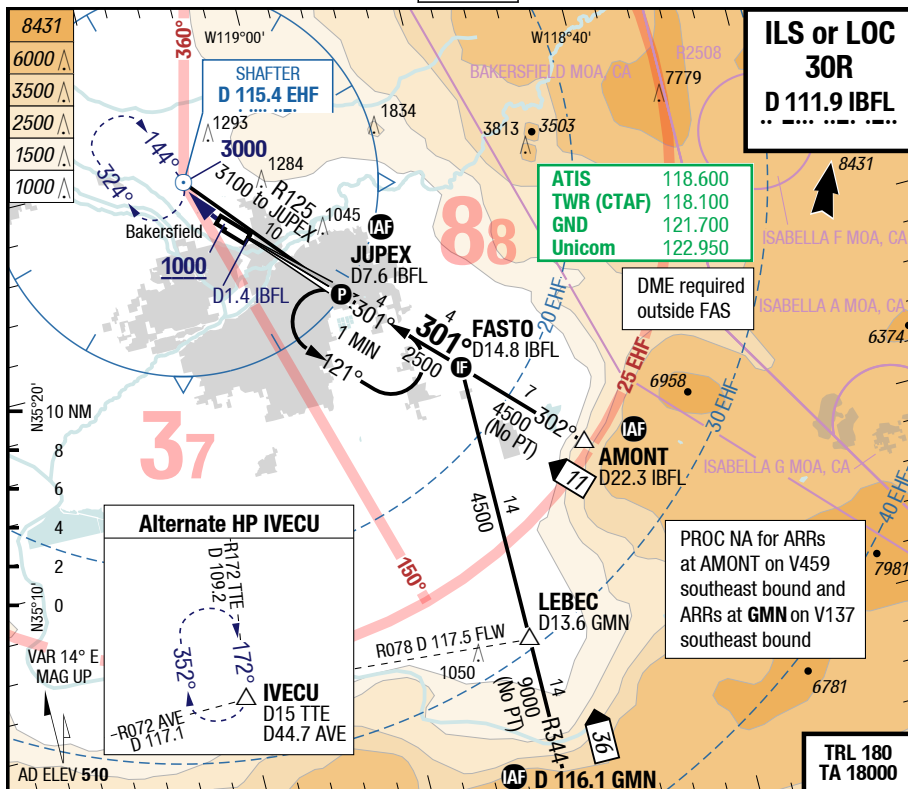 8431
6000
3500
2500
1500
1000
W119°00'
W118°40'
360°
SHAFTER
D 115.4 EHF
1293
1834
1284
1045
3000
144°
324°
R125
3100 to JUPEX
10
Bakersfield
1000
D1.4 IBFL
IAF
JUPEX
D7.6 IBFL
P
301°
4
1 MIN
121°
88
37
BAKERSFIELD MOA, CA
R2508
7779
3813
3503
ILS or LOC
30R
D 111.9 IBFL
8431
ATIS 118.600
TWR (CTAF) 118.100
GND 121.700
Unicom 122.950
ISABELLA F MOA, CA
DME required
outside FAS
ISABELLA A MOA, CA
6374
20 EHF
4
301°
2500
FASTO
D14.8 IBFL
IF
7
4500
(No PT)
302°
25 EHF
6958
30 EHF
IAF
AMONT
D22.3 IBFL
11
ISABELLA G MOA, CA
40 EHF
N35°20'
10 NM
8
6
4
2
0
N35°10'
14
4500
150°
Alternate HP IVECU
R172 TTE
D 109.2
352°
172°
IVECU
D15 TTE
D44.7 AVE
R072 AVE
D 117.1
PROC NA for ARRs
at AMONT on V459
southeast bound and
ARRs at GMN on V137
southeast bound
7981
LEBEC
D13.6 GMN
R078 D 117.5 FLW
1050
9000
(No PT)
14
R344
36
6781
VAR 14° E
MAG UP
AD ELEV 510
IAF D 116.1 GMN
TRL 180
TA 18000